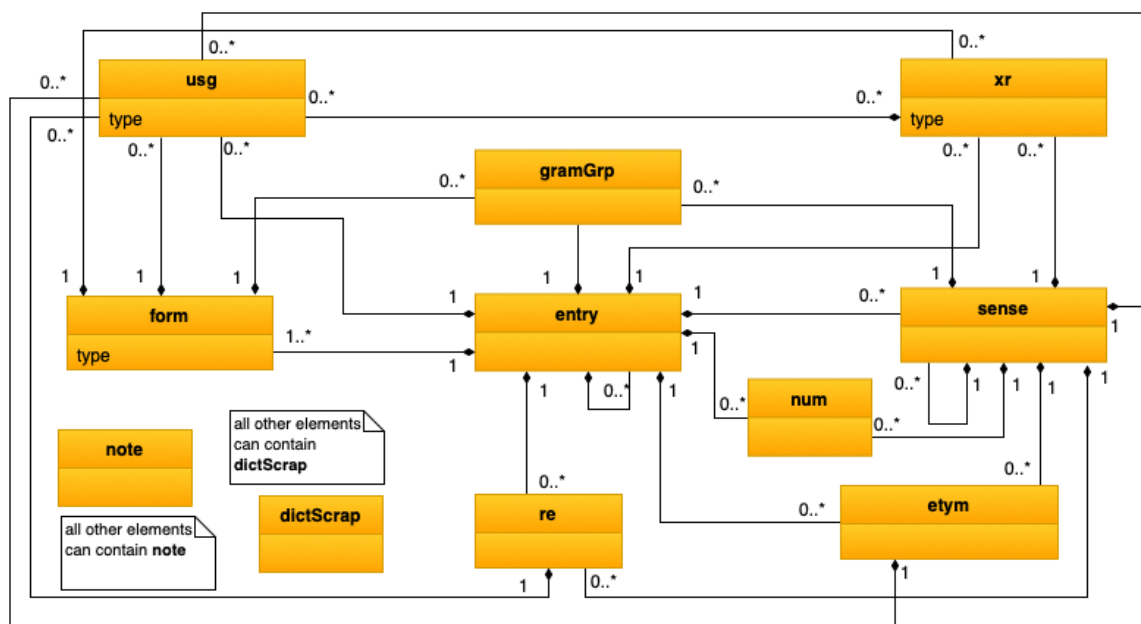 0..*
0..*
0..*
usg
xr
0..*
0..*
type
type
0..*
0..*
0..*
0..*
0..*
gramGrp
0..*
0..*
1
1
1
1
1
1
1
form
entry
sense
1
1
0..*
1..*
1
type
1
1
0..*
0..*
1
1
1
1
num
0..*
0..*
all other elements
can contain
dictScrap
note
0..*
0..*
re
etym
dictScrap
0..*
all other elements
can contain note
1
0..*
1